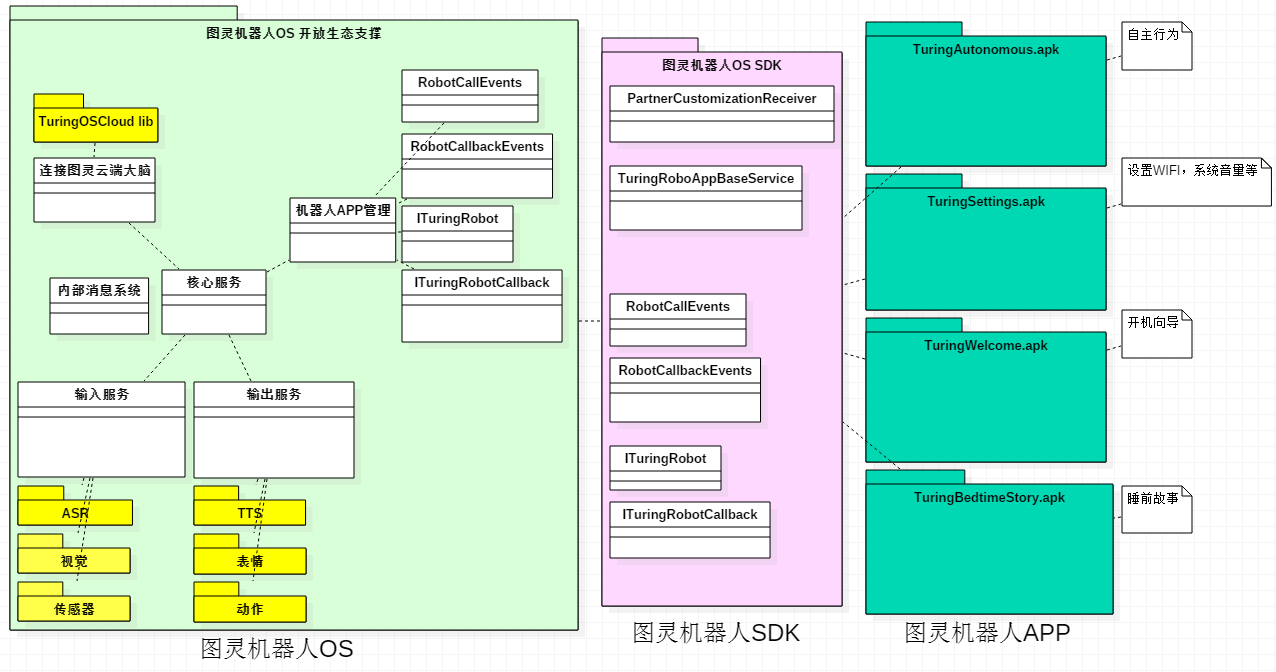 图灵机器人OS 开放生态支撑
RobotCallEvents
TuringOSCloud lib
RobotCallbackEvents
连接图灵云端大脑
机器人APP管理
ITuringRobot
核心服务
ITuringRobotCallback
内部消息系统
输入服务
输出服务
ASR
TTS
视觉
表情
传感器
动作
图灵机器人OS
图灵机器人OS SDK
PartnerCustomizationReceiver
TuringRoboAppBaseService
RobotCallEvents
RobotCallbackEvents
ITuringRobot
ITuringRobotCallback
图灵机器人SDK
TuringAutonomous.apk
自主行为
TuringSettings.apk
设置WIFI，系统音量等
TuringWelcome.apk
开机向导
TuringBedtimeStory.apk
睡前故事
图灵机器人APP